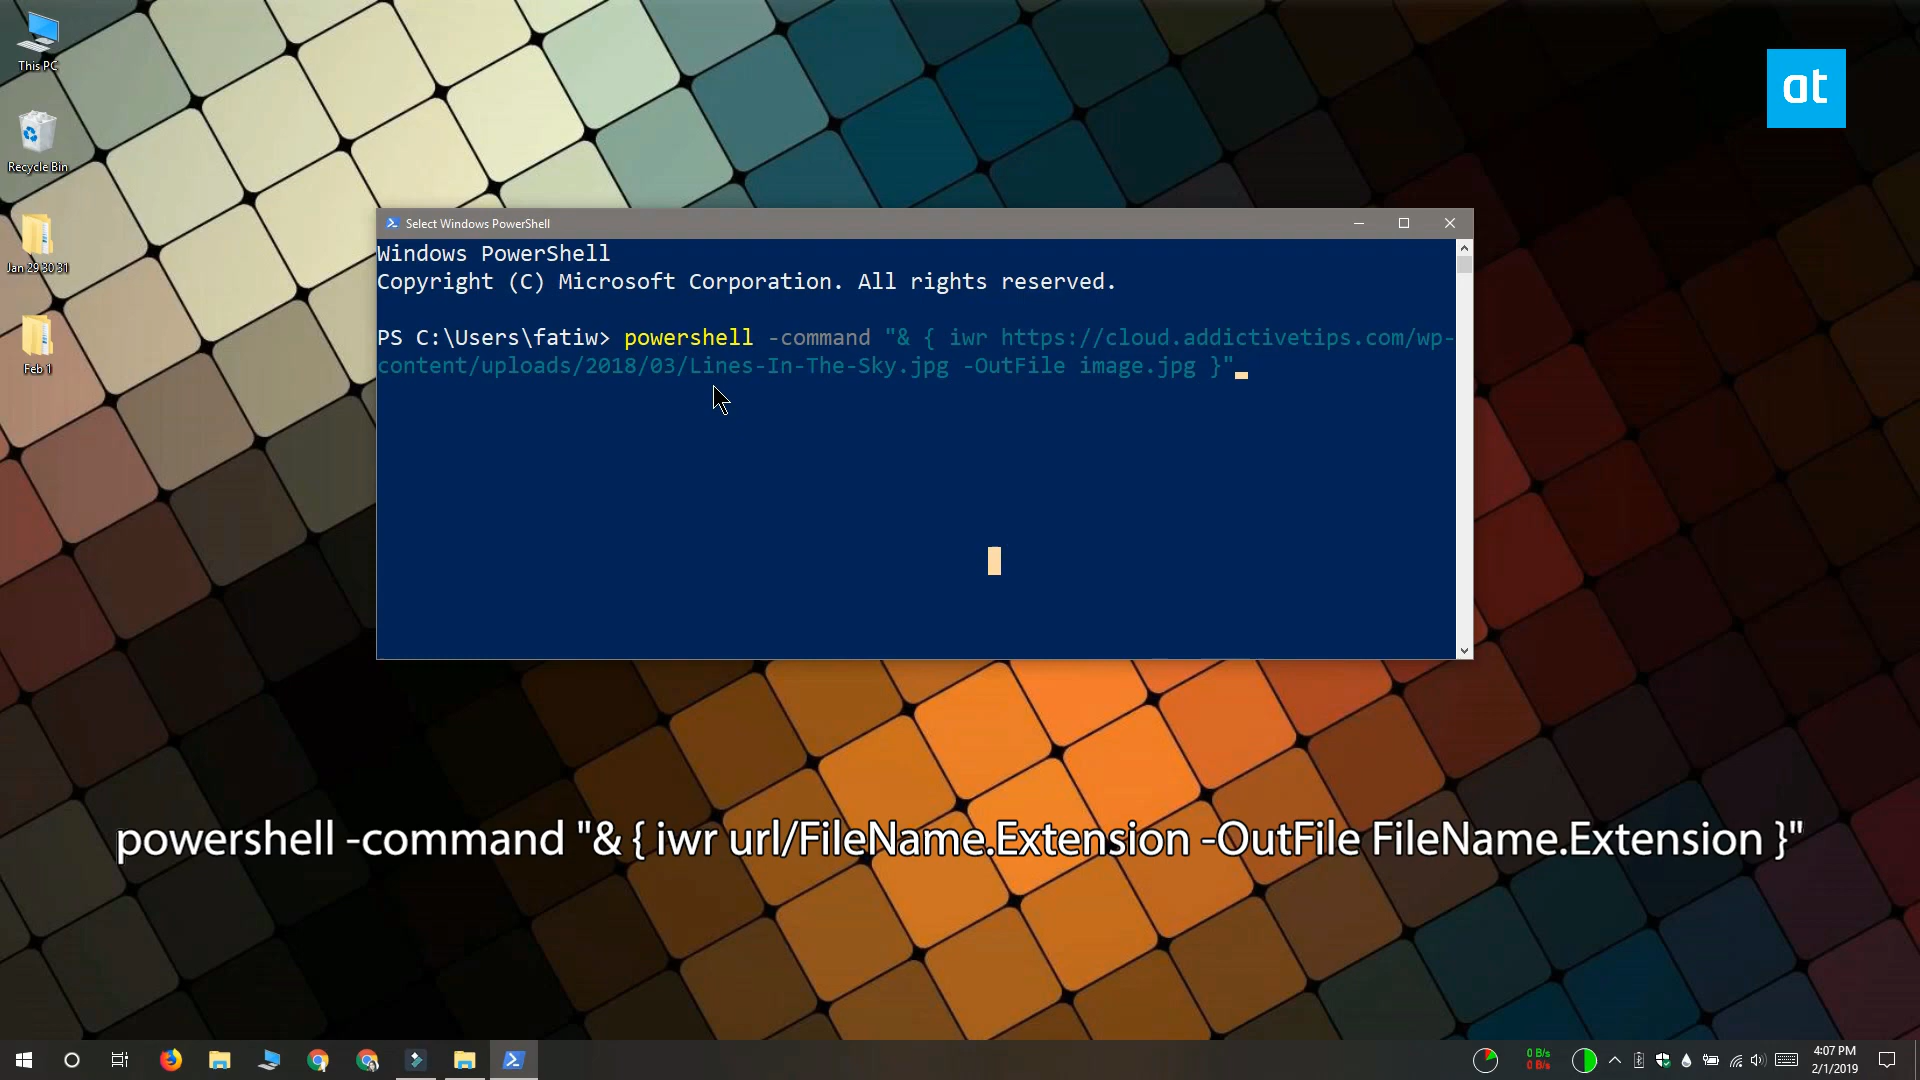 This PC
Recycle Bin
Jan 29 30 31
Feb 1
at
Select Windows PowerShell
Windows PowerShell
Copyright (C) Microsoft Corporation. All rights reserved.
PS C:\Users\fatiw> powershell -command "& { iwr https://cloud.addictivetips.com/wp-
content/uploads/2018/03/Lines-In-The-Sky.jpg -OutFile image.jpg }"
powershell -command "& { iwr url/FileName.Extension -OutFile FileName.Extension }"
0 B/s
0 B/s
4:07 PM
2/1/2019